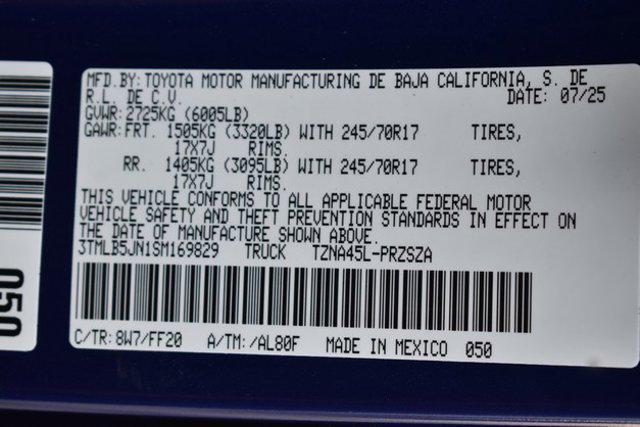 MFD.BY: TOYOTA MOTOR MANUFACTURING DE BAJA CALIFORNIA, S. DE
R.L. DE C.V. DATE: 07/25
GVWR: 2725KG (6005LB)
GAWR: FRT. 1505KG (3320LB) WITH 245/70R17 TIRES,
17X7J RIMS.
RR. 1405KG (3095LB) WITH 245/70R17 TIRES,
17X7J RIMS.
THIS VEHICLE CONFORMS TO ALL APPLICABLE FEDERAL MOTOR
VEHICLE SAFETY AND THEFT PREVENTION STANDARDS IN EFFECT ON
THE DATE OF MANUFACTURE SHOWN ABOVE.
3TMLB5JN1SM169829 TRUCK TZNA45L-PRZSZA
C/TR: 8W7/FF20 A/TM: /AL80F MADE IN MEXICO 050
050